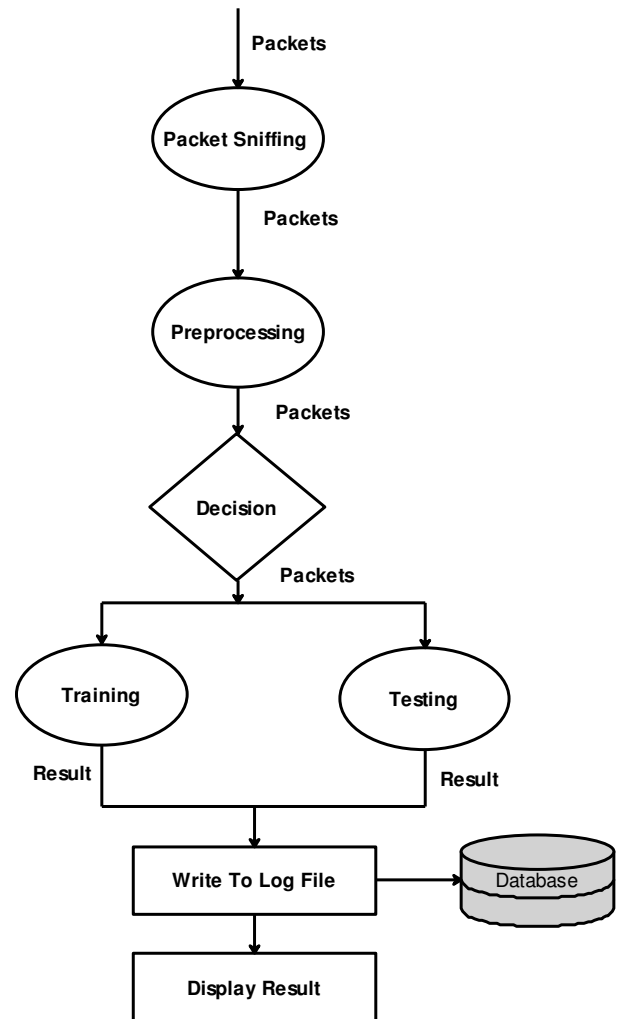 Packets
Packet Sniffing
Packets
Preprocessing
Packets
Decision
Packets
Training
Testing
Result
Result
Write To Log File
Database
Display Result